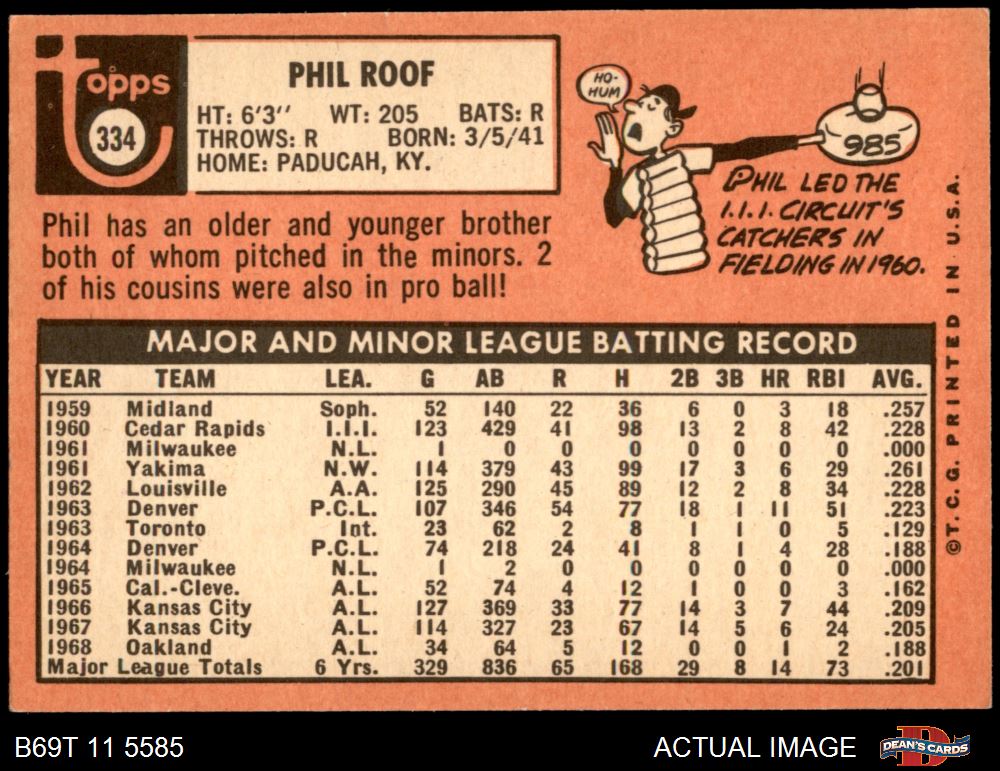 Topps
334
PHIL ROOF
HT: 6'3'' WT: 205 BATS: R
THROWS: R BORN: 3/5/41
HOME: PADUCAH, KY.
Phil has an older and younger brother
both of whom pitched in the minors. 2
of his cousins were also in pro ball!
HO-
HUM
985
PHIL LED THE
I.I.I. CIRCUIT'S
CATCHERS IN
FIELDING IN 1960.
MAJOR AND MINOR LEAGUE BATTING RECORD
YEAR TEAM LEA. G AB R H 2B 3B HR RBI AVG.
1959 Midland Soph. 52 140 22 36 6 0 3 18 .257
1960 Cedar Rapids I.I.I. 123 429 41 98 13 2 8 42 .228
1961 Milwaukee N.L. 1 0 0 0 0 0 0 0 .000
1961 Yakima N.W. 114 379 43 99 17 3 6 29 .261
1962 Louisville A.A. 125 290 45 89 12 2 8 34 .228
1963 Denver P.C.L. 107 346 54 77 18 1 11 51 .223
1963 Toronto Int. 23 62 2 8 1 1 0 5 .129
1964 Denver P.C.L. 74 218 24 41 8 1 4 28 .188
1964 Milwaukee N.L. 1 2 0 0 0 0 0 0 .000
1965 Cal.-Cleve. A.L. 52 74 4 12 1 0 0 3 .162
1966 Kansas City A.L. 127 369 33 77 14 3 7 44 .209
1967 Kansas City A.L. 114 327 23 67 14 5 6 24 .205
1968 Oakland A.L. 34 64 5 12 0 0 1 2 .188
Major League Totals 6 Yrs. 329 836 65 168 29 8 14 73 .201
©T.C.G. PRINTED IN U.S.A.
B69T 11 5585
ACTUAL IMAGE
D
DEAN'S CARDS